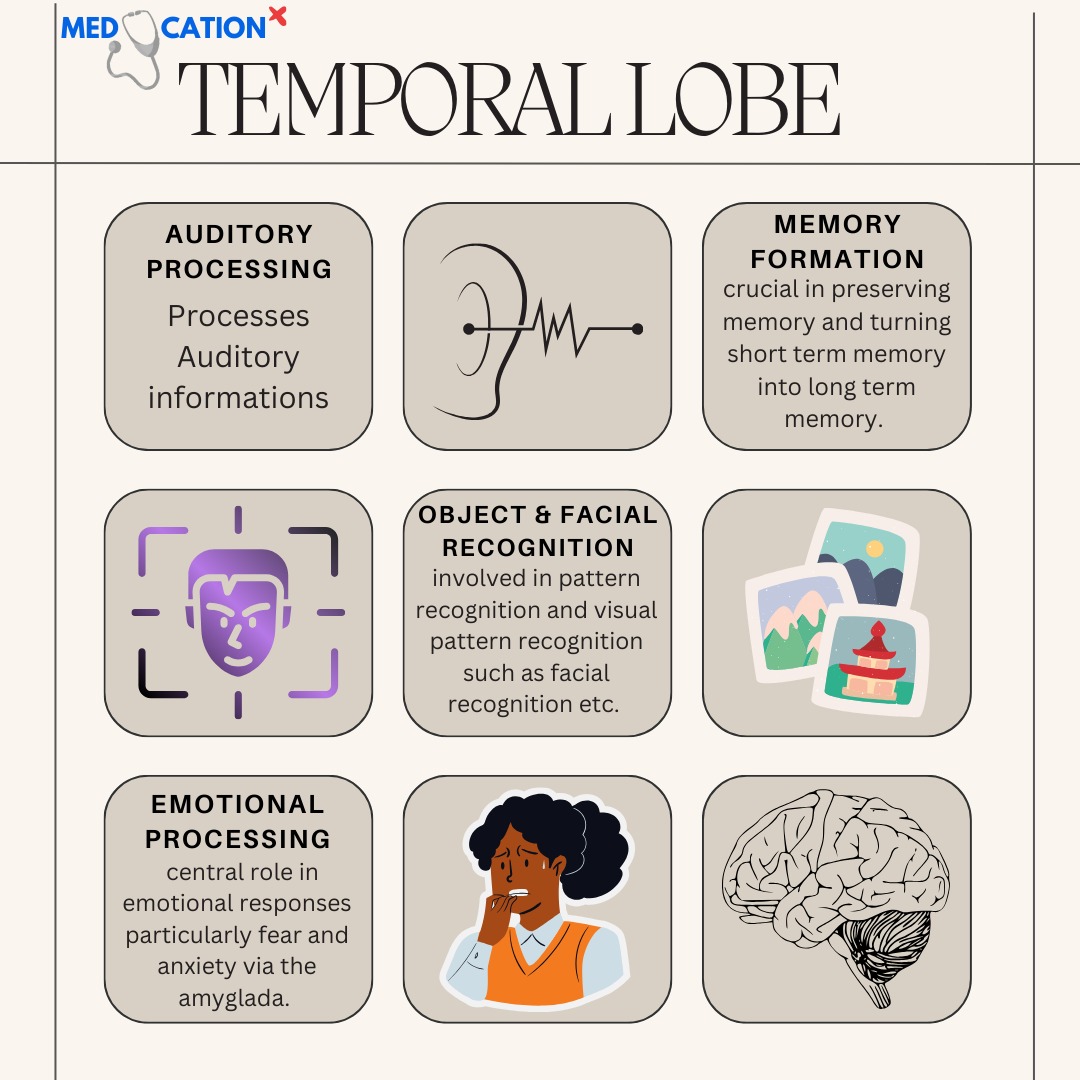 MED CATION
TEMPORAL LOBE
AUDITORY
PROCESSING
Processes
Auditory
informations
MEMORY
FORMATION
crucial in preserving
memory and turning
short term memory
into long term
memory.
OBJECT & FACIAL
RECOGNITION
involved in pattern
recognition and visual
pattern recognition
such as facial
recognition etc.
EMOTIONAL
PROCESSING
central role in
emotional responses
particularly fear and
anxiety via the
amyglada.